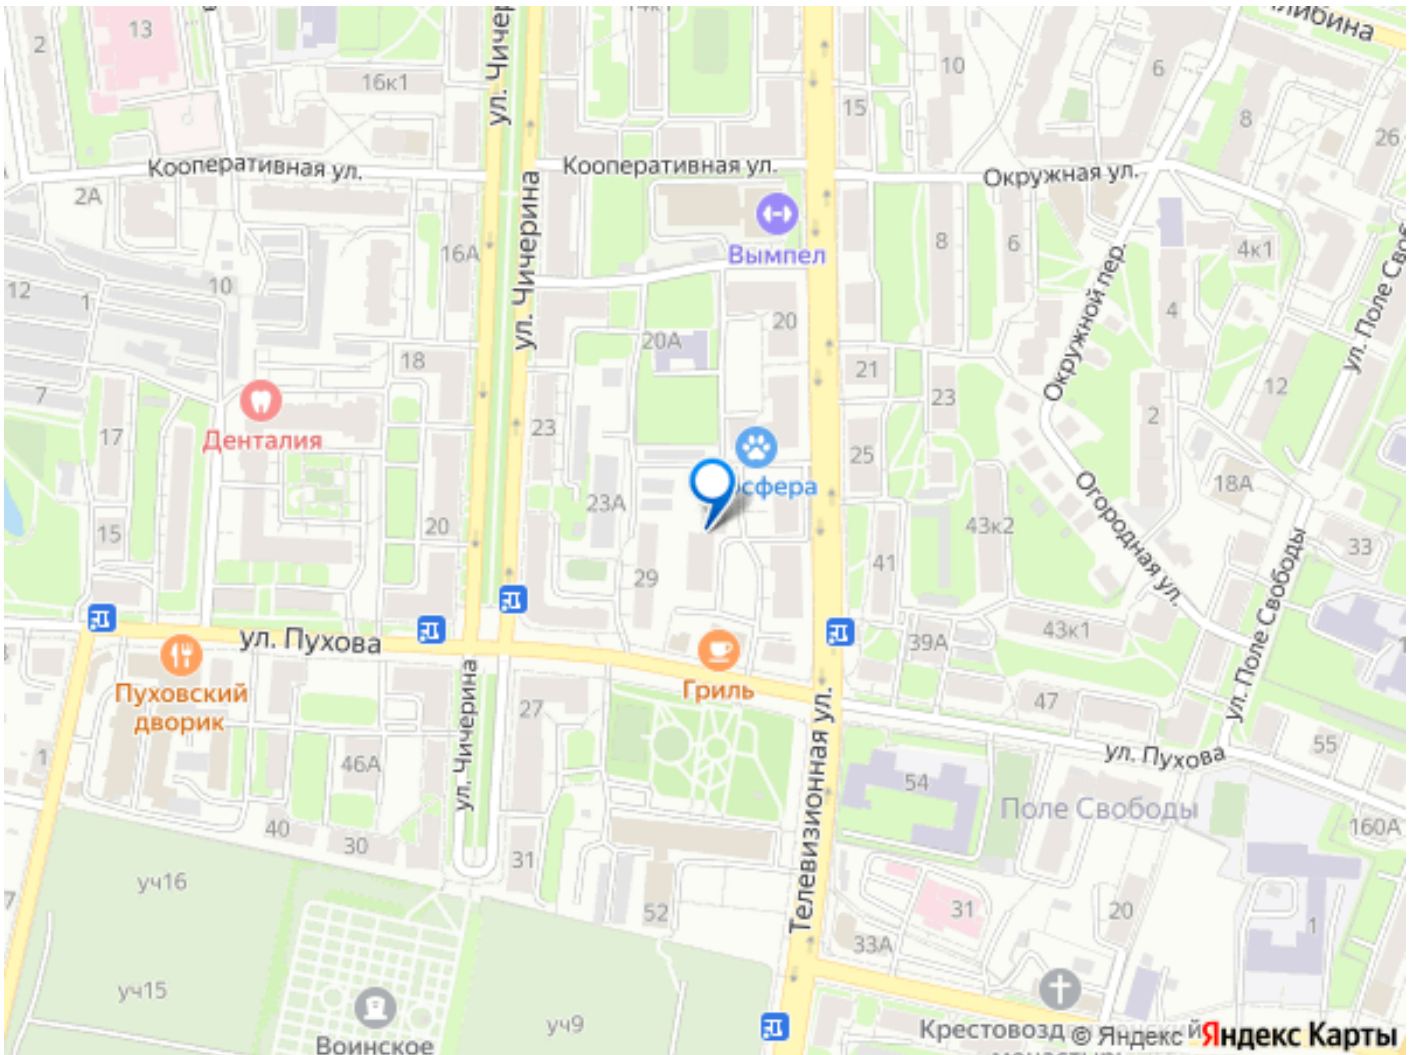 13
14к1
2
16к1
ул. Чичер
10
6
15
8
26
Кооперативная ул.
Кооперативная ул.
Окружная ул.
2А
Вымпел
16А
8
6
4к1
ул. Чичерина
10
12
1
20
20А
4
Окружной пер.
ул. Поле Своб
18
21
7
23
12
Денталия
17
23
25
2
осфера
18А
23А
43к2
20
15
33
29
41
Огородная ул.
ул. Пухова
43к1
39А
ул. Поле Свободы
Пуховский
дворик
Гриль
47
27
ул. Чичерина
ул. Пухова
55
1
46А
54
Поле Свободы
Телевизионная ул.
40
30
160А
31
уч16
52
31
20
1
33А
уч15
уч9
Воинское
Крестовозд
© Яндекс
Яндекс Карты